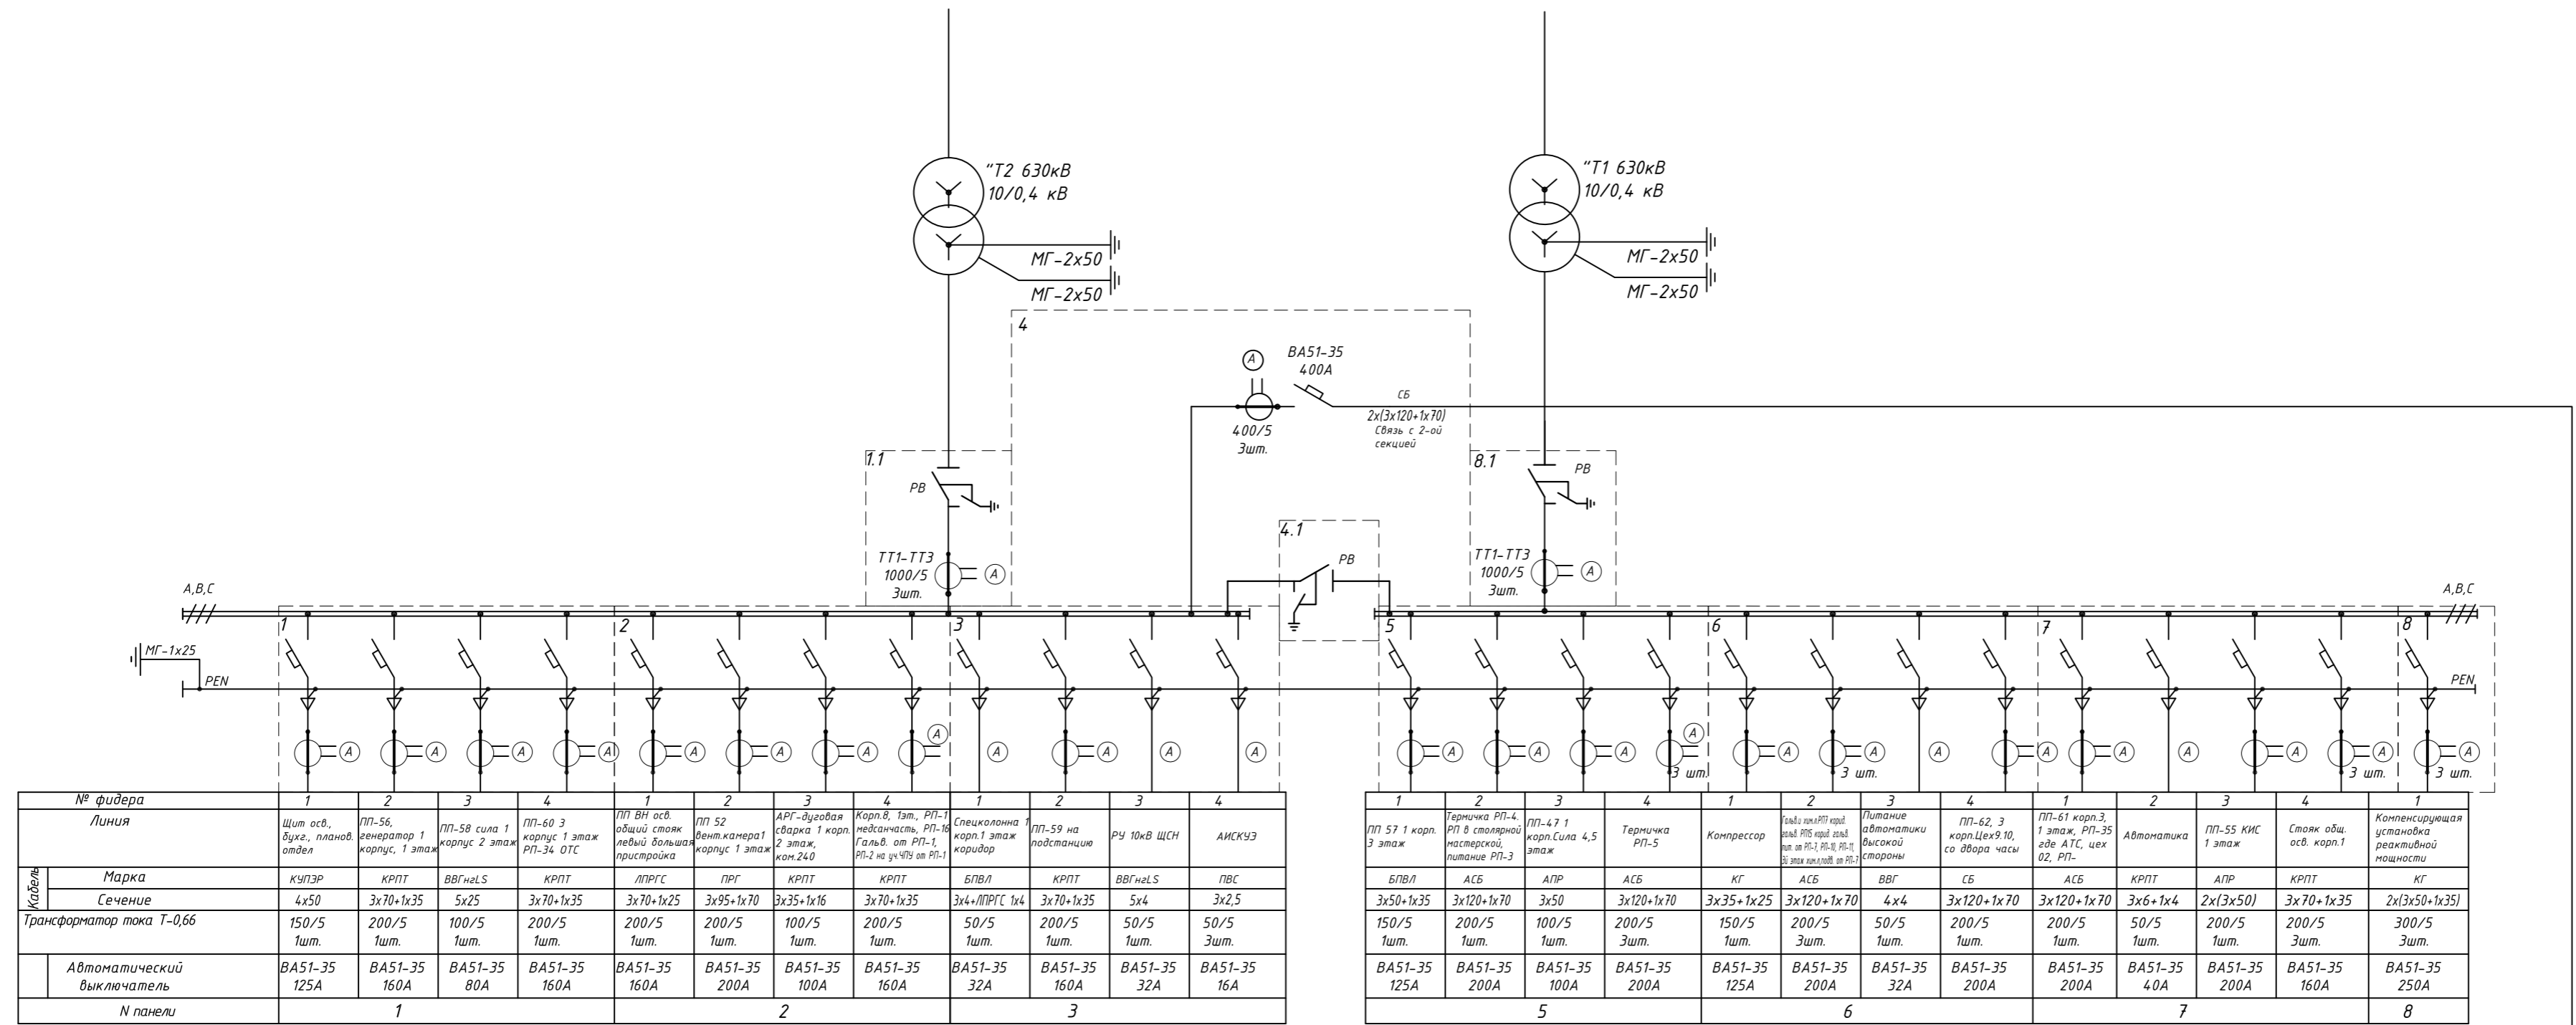 "Т2 630кВ
10/0,4 кВ
МГ-2х50
МГ-2х50
"Т1 630кВ
10/0,4 кВ
МГ-2х50
МГ-2х50
4
А
ВА51-35
400А
СБ
2х(3х120+1х70)
Связь с 2-ой
секцией
400/5
3шт.
1.1
РВ
ТТ1-ТТ3
1000/5
3шт.
А
8.1
РВ
ТТ1-ТТ3
1000/5
3шт.
А
4.1
РВ
А,В,С
А,В,С
1
2
3
5
6
7
8
МГ-1х25
PEN
PEN
А А А А А А А А А А А А
А А А А А А А А А А А А А
3 шт.
3 шт.
3 шт.
3 шт.
№ фидера 1 2 3 4 1 2 3 4 1 2 3 4
Линия
Щит осв.,
бухг., планов.
отдел
ПП-56,
генератор 1
корпус, 1 этаж
ПП-58 сила 1
корпус 2 этаж
ПП-60 3
корпус 1 этаж
РП-34 ОТС
ПП ВН осв.
общий стояк
левый большая
пристройка
ПП 52
вент.камера1
корпус 1 этаж
АРГ-дуговая
сварка 1 корп.
2 этаж,
ком.240
Корп.8, 1эт., РП-1
медсанчасть, РП-16
Гальв. от РП-1,
РП-2 на уч.ЧПУ от РП-1
Спецколонна 1
корп.1 этаж
коридор
ПП-59 на
подстанцию
РУ 10кВ ЩСН
АИСКУЭ
Кабель
Марка КУПЭР КРПТ ВВГнгLS КРПТ ЛПРГС ПРГ КРПТ КРПТ БПВЛ КРПТ ВВГнгLS ПВС
Сечение 4х50 3х70+1х35 5х25 3х70+1х35 3х70+1х25 3х95+1х70 3х35+1х16 3х70+1х35 3х4+ЛПРГС 1х4 3х70+1х35 5х4 3х2,5
Трансформатор тока Т-0,66 150/5 200/5 100/5 200/5 200/5 200/5 100/5 200/5 50/5 200/5 50/5 50/5
1шт. 1шт. 1шт. 1шт. 1шт. 1шт. 1шт. 1шт. 1шт. 1шт. 1шт. 3шт.
Автоматический ВА51-35 ВА51-35 ВА51-35 ВА51-35 ВА51-35 ВА51-35 ВА51-35 ВА51-35 ВА51-35 ВА51-35 ВА51-35 ВА51-35
выключатель 125А 160А 80А 160А 160А 200А 100А 160А 32А 160А 32А 16А
N панели 1 2 3
1 2 3 4 1 2 3 4 1 2 3 4 1
ПП 57 1 корп.
3 этаж
Термичка РП-4.
РП в столярной
мастерской,
питание РП-3
ПП-47 1
корп.Сила 4,5
этаж
Термичка
РП-5
Компрессор
пит. от РП-7, РП-10, РП-11,
Питание
автоматики
высокой
стороны
ПП-62, 3
корп.Цех9.10,
со двора часы
ПП-61 корп.3,
1 этаж, РП-35
где АТС, цех
02, РП-
Автоматика
ПП-55 КИС
1 этаж
Стояк общ.
осв. корп.1
Компенсирующая
установка
реактивной
мощности
БПВЛ АСБ АПР АСБ КГ АСБ ВВГ СБ АСБ КРПТ АПР КРПТ КГ
3х50+1х35 3х120+1х70 3х50 3х120+1х70 3х35+1х25 3х120+1х70 4х4 3х120+1х70 3х120+1х70 3х6+1х4 2х(3х50) 3х70+1х35 2х(3х50+1х35)
150/5 200/5 100/5 200/5 150/5 200/5 50/5 200/5 200/5 50/5 200/5 200/5 300/5
1шт. 1шт. 1шт. 3шт. 1шт. 3шт. 1шт. 1шт. 1шт. 1шт. 1шт. 3шт. 3шт.
ВА51-35 ВА51-35 ВА51-35 ВА51-35 ВА51-35 ВА51-35 ВА51-35 ВА51-35 ВА51-35 ВА51-35 ВА51-35 ВА51-35 ВА51-35
125А 200А 100А 200А 125А 200А 32А 200А 200А 40А 200А 160А 250А
5 6 7 8